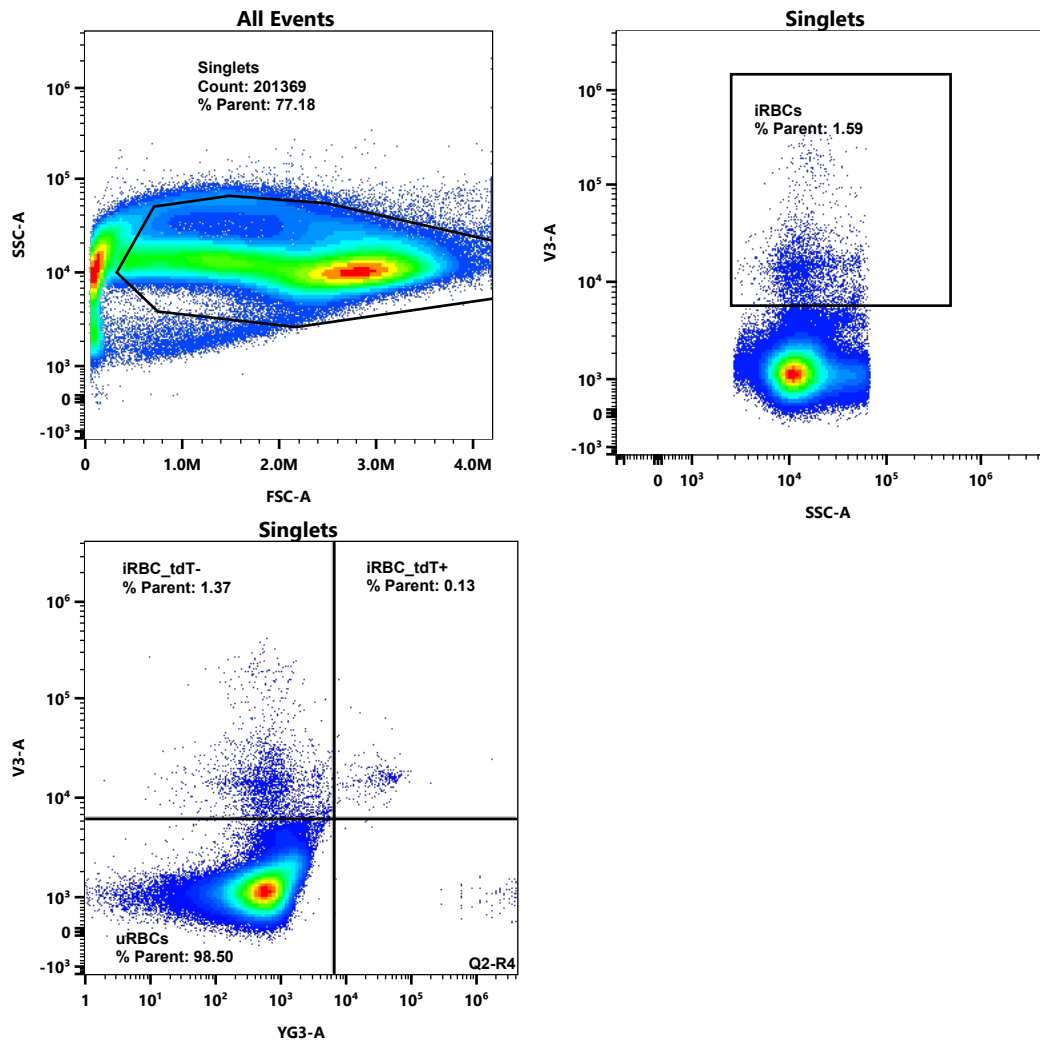 All Events
Singlets
Count: 201369
% Parent: 77.18
10⁶
10⁵
10⁴
10³
0
-10³
SSC-A
0
1.0M
2.0M
3.0M
4.0M
FSC-A
Singlets
iRBCs
% Parent: 1.59
10⁶
10⁵
10⁴
10³
0
-10³
V3-A
0
10³
10⁴
10⁵
10⁶
SSC-A
Singlets
iRBC_tdT-
% Parent: 1.37
iRBC_tdT+
% Parent: 0.13
10⁶
10⁵
10⁴
10³
0
-10³
V3-A
uRBCs
% Parent: 98.50
Q2-R4
1
10¹
10²
10³
10⁴
10⁵
10⁶
YG3-A